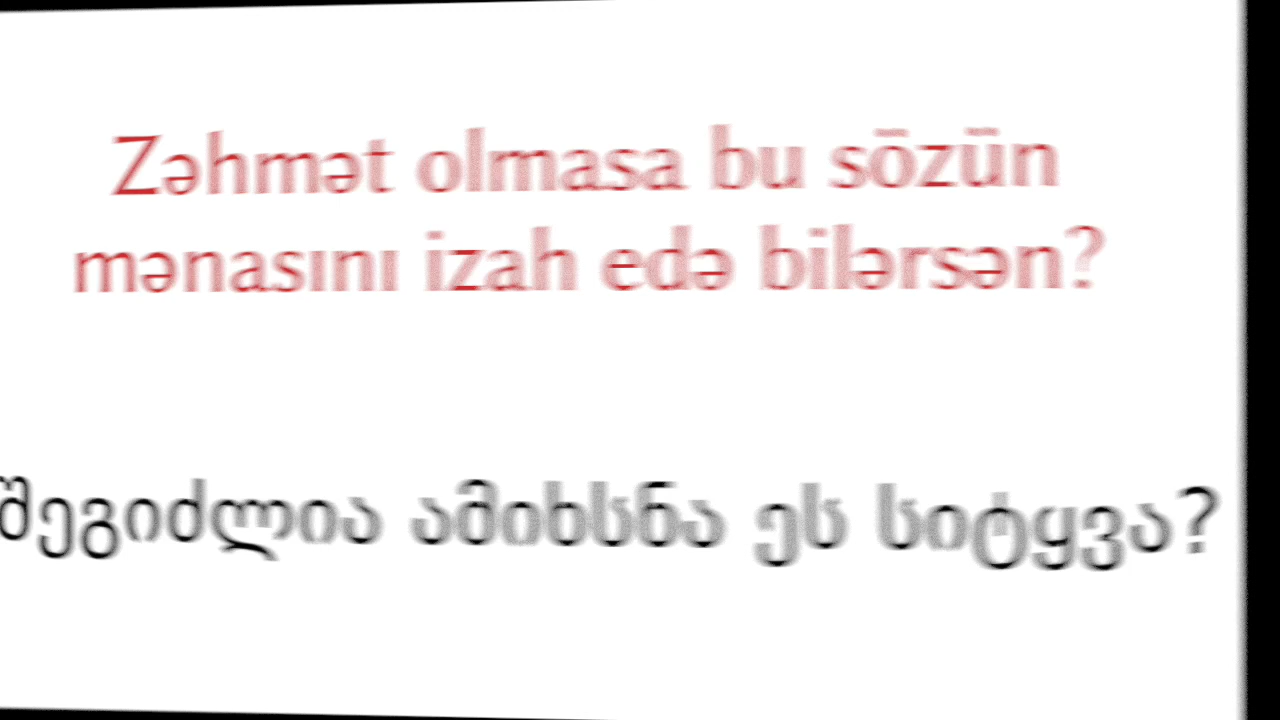 Zəhmət olmasa bu sözün
mənasını izah edə bilərsən?
შეგიძლია ამიხსნა ეს სიტყვა?